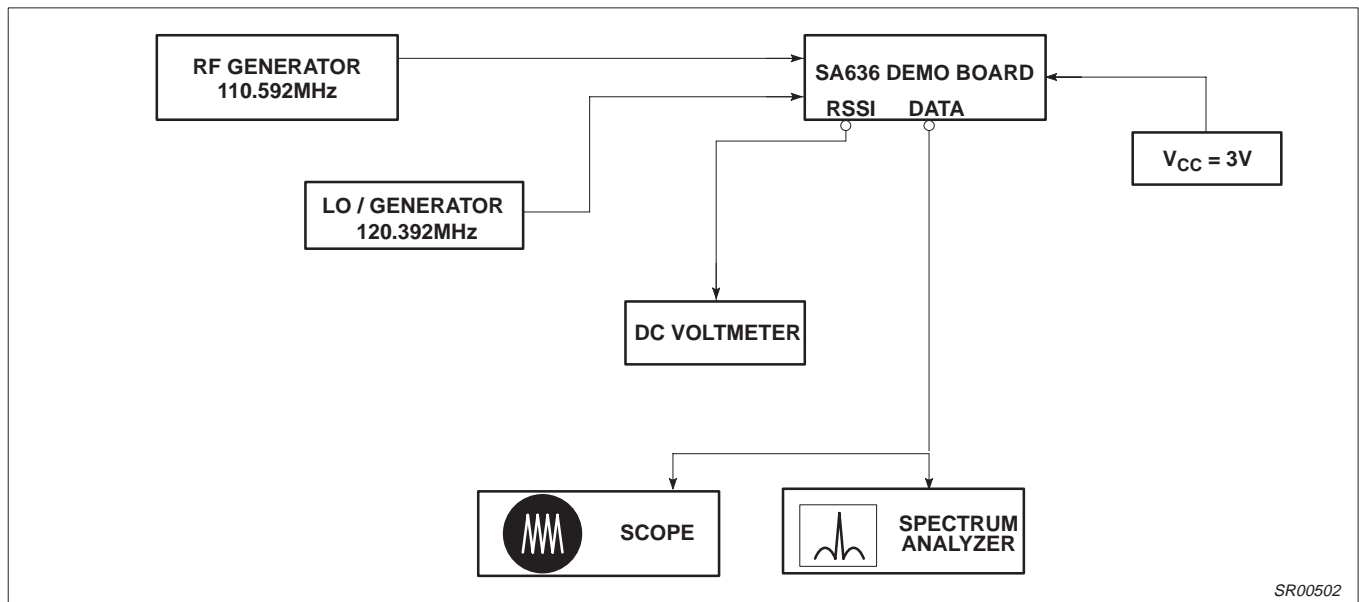 RF GENERATOR
110.592MHz
SA636 DEMO BOARD
RSSI DATA
V_CC = 3V
LO / GENERATOR
120.392MHz
DC VOLTMETER
SCOPE
SPECTRUM
ANALYZER
SR00502